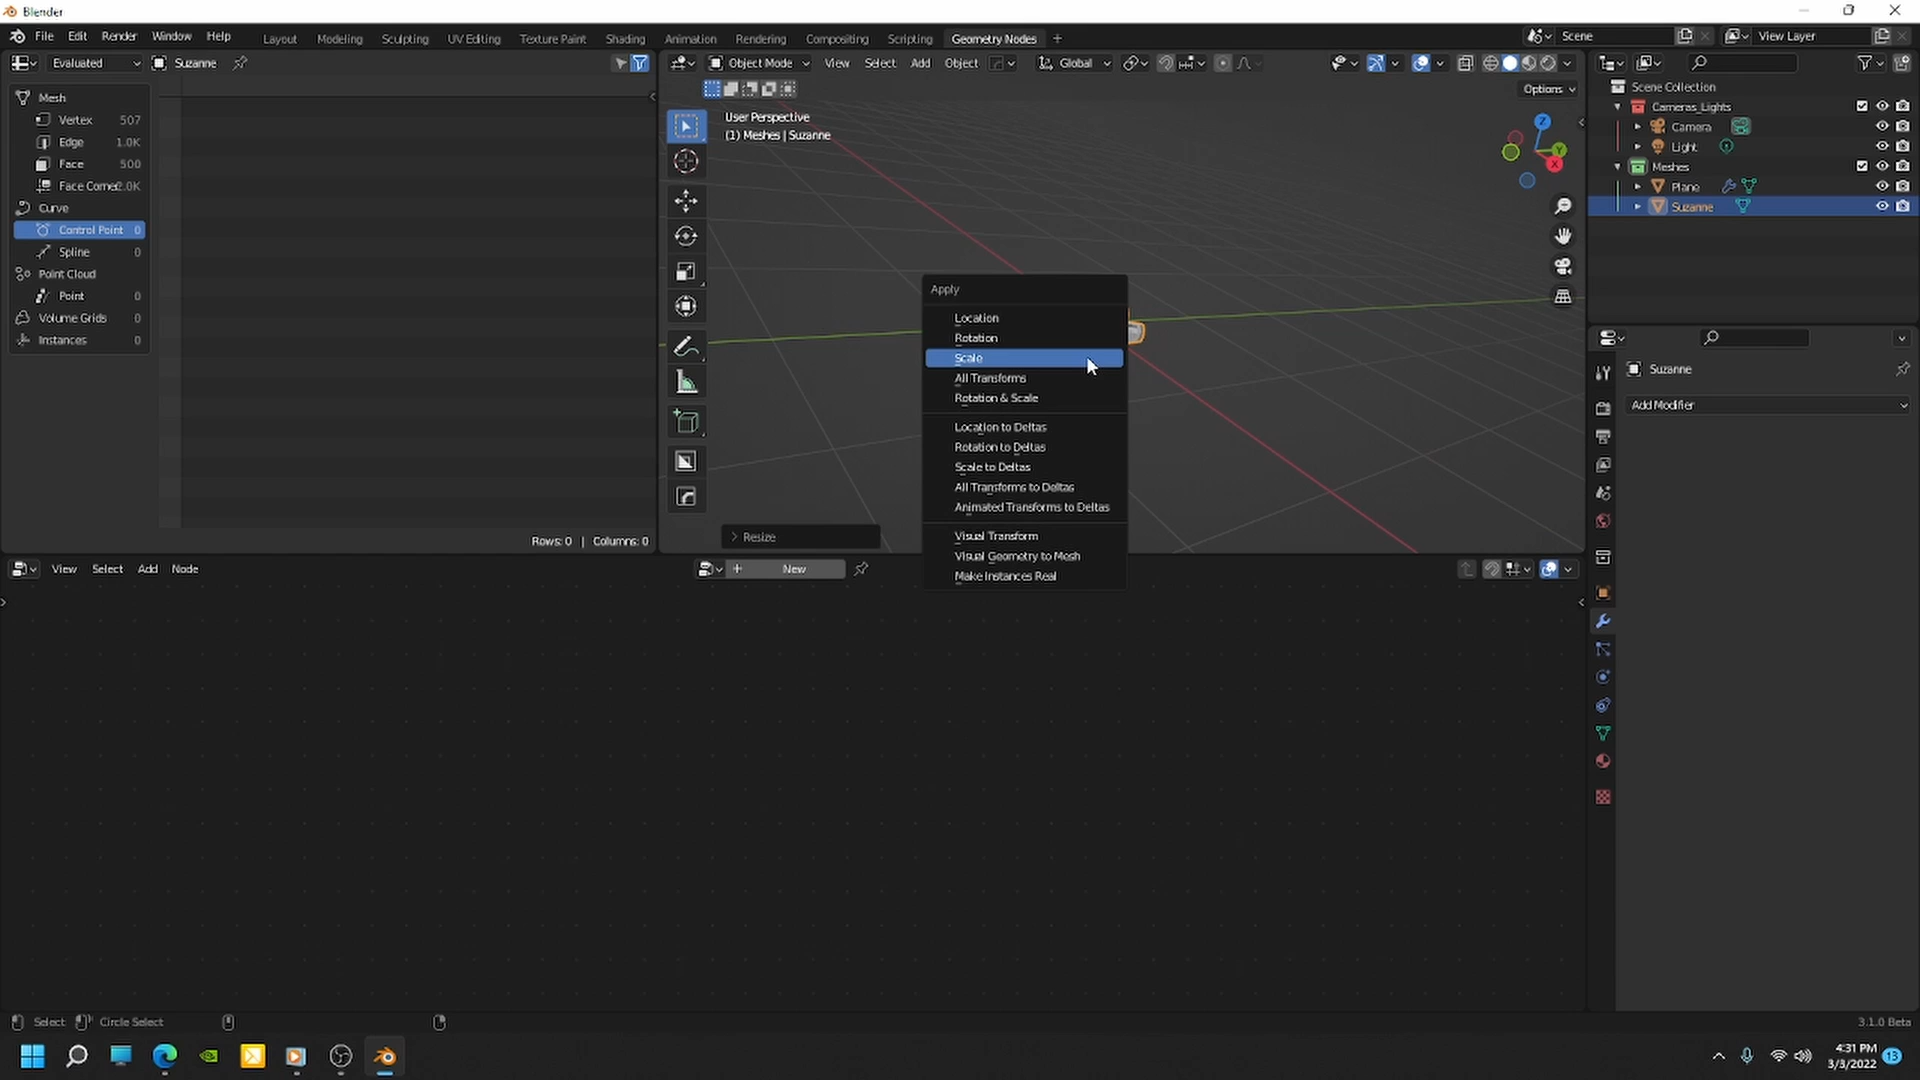 Blender
File Edit Render Window Help Layout Modeling Sculpting UV Editing Texture Paint Shading Animation Rendering Compositing Scripting Geometry Nodes + Scene View Layer
Evaluated Suzanne
Object Mode View Select Add Object Global
Options
Mesh
Vertex 507
Edge 1.0K
Face 500
Face Corner 2.0K
Curve
Control Point 0
Spline 0
Point Cloud
Point 0
Volume Grids 0
Instances 0
Rows: 0 | Columns: 0
User Perspective
(1) Meshes | Suzanne
Z
Y
X
Apply
Location
Rotation
Scale
All Transforms
Rotation & Scale
Location to Deltas
Rotation to Deltas
Scale to Deltas
All Transforms to Deltas
Animated Transforms to Deltas
Visual Transform
Visual Geometry to Mesh
Make Instances Real
Resize
Scene Collection
Cameras_Lights
Camera
Light
Meshes
Plane
Suzanne
Suzanne
Add Modifier
View Select Add Node
+ New
Select Circle Select
3.1.0 Beta
4:31 PM
3/3/2022
13